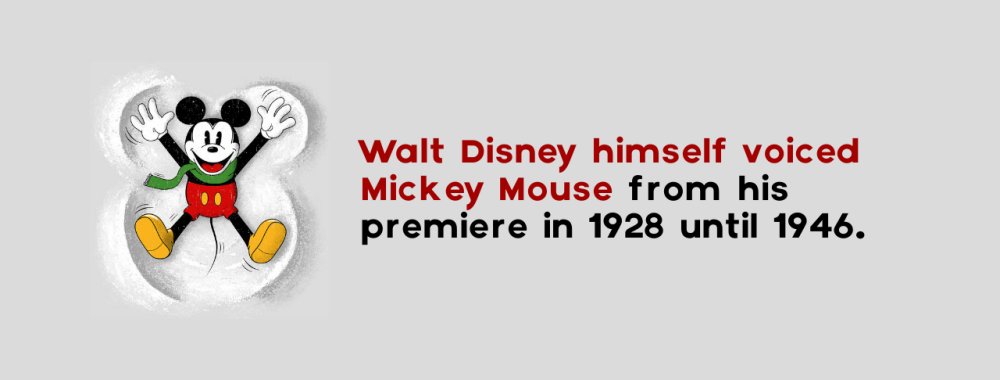 Walt Disney himself voiced
Mickey Mouse from his
premiere in 1928 until 1946.